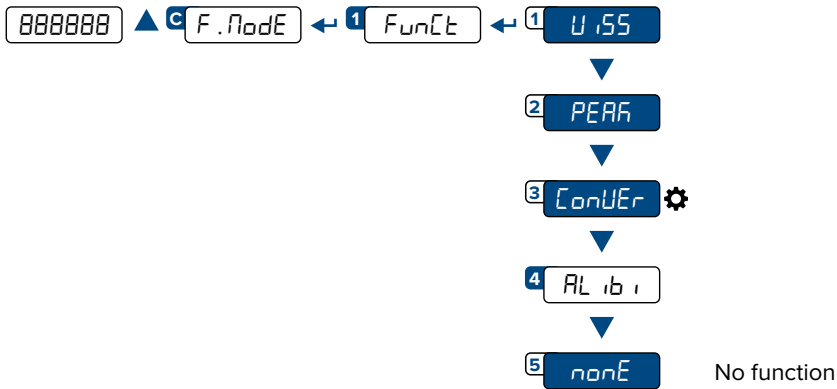 888888 C F.ModE 1 FunCt 1 ViSS
2 PEAK
3 ConVEr
4 ALibi
5 nonE No function